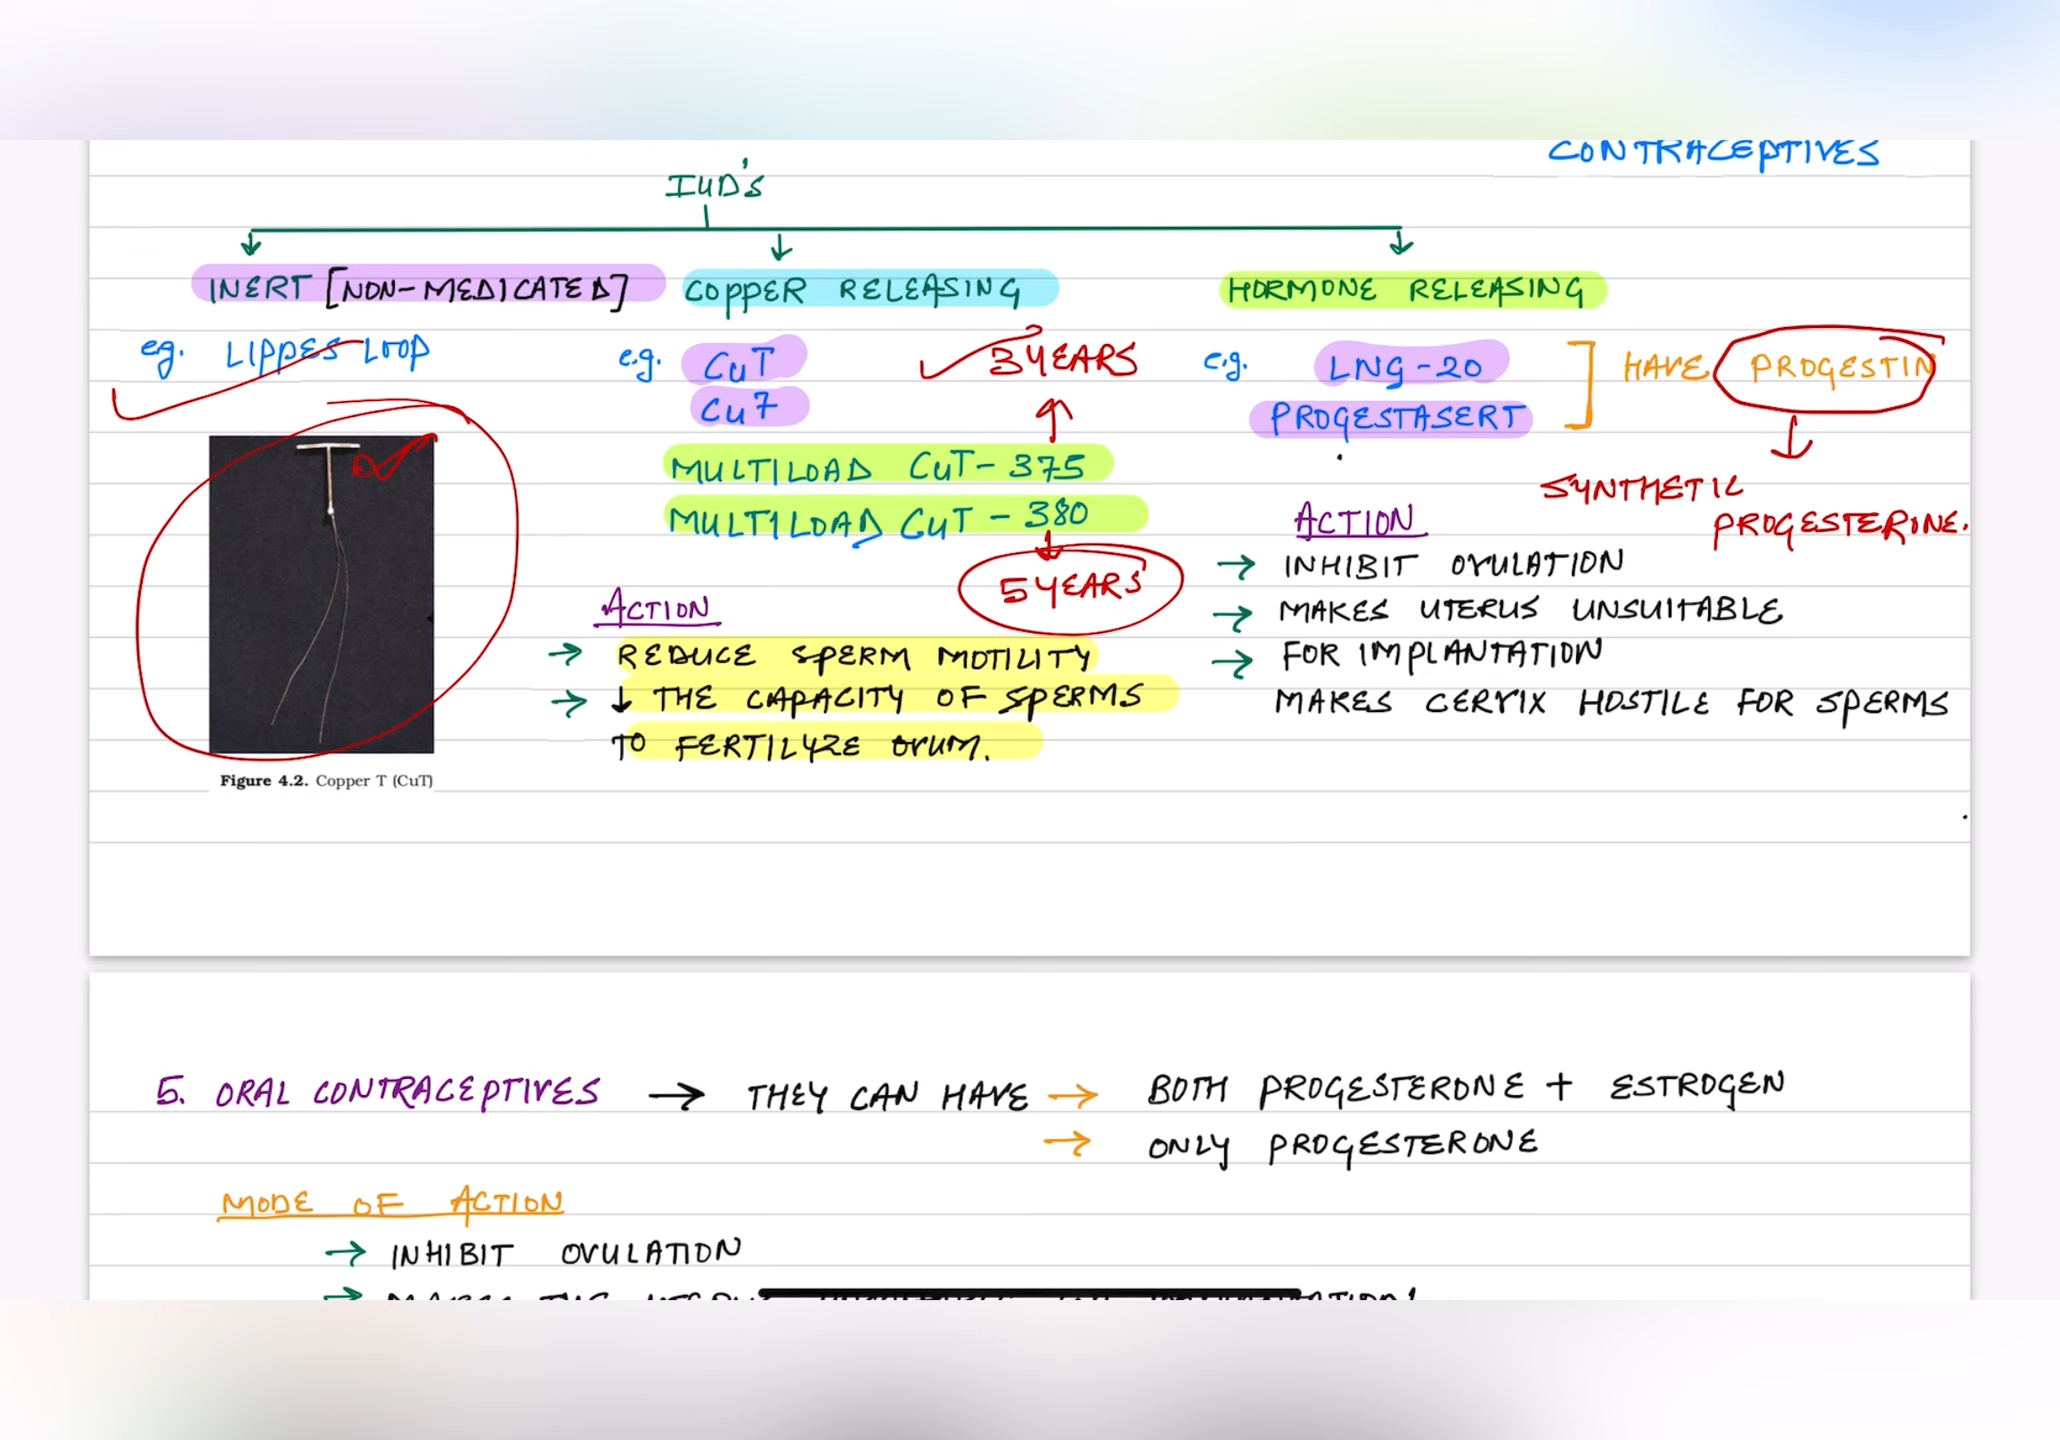 CONTRACEPTIVES
IUD's
INERT [NON-MEDICATED]
COPPER RELEASING
HORMONE RELEASING
eg. LIPPES LOOP
e.g. CuT
Cu7
3 YEARS
MULTILOAD CuT - 375
MULTILOAD CuT - 380
5 YEARS
e.g. LNG-20
PROGESTASERT
HAVE PROGESTIN
SYNTHETIC
PROGESTERINE.
ACTION
→ REDUCE SPERM MOTILITY
→ ↓ THE CAPACITY OF SPERMS
TO FERTILYZE OVUM.
ACTION
→ INHIBIT OVULATION
→ MAKES UTERUS UNSUITABLE
→ FOR IMPLANTATION
MAKES CERVIX HOSTILE FOR SPERMS
Figure 4.2. Copper T (CuT)
5. ORAL CONTRACEPTIVES → THEY CAN HAVE → BOTH PROGESTERONE + ESTROGEN
→ ONLY PROGESTERONE
MODE OF ACTION
→ INHIBIT OVULATION